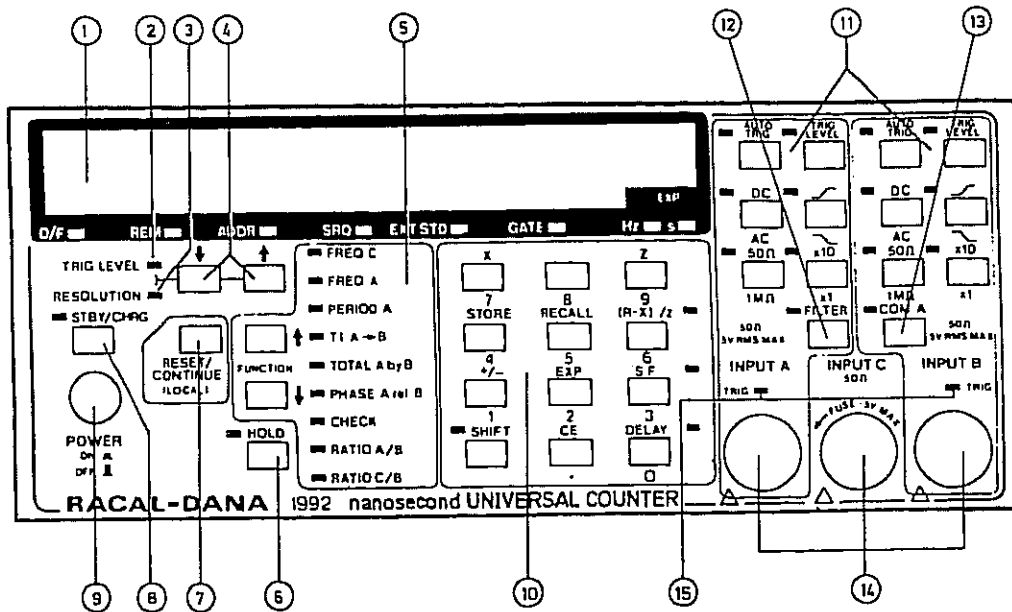 1 2 3 4 5 12 11 13
AUTO TRIG TRIG LEVEL AUTO TRIG TRIG LEVEL
EXP
O/F REM ADDR SRQ EXT STD GATE Hz s
DC DC
TRIG LEVEL ↓ ↑
RESOLUTION
STBY/CHRG
RESET/
CONTINUE
(LOCAL)
FUNCTION ↑ ↓
HOLD
POWER
ON
OFF
FREQ C
FREQ A
PERIOD A
T I A→B
TOTAL A by B
PHASE A rel B
CHECK
RATIO A/B
RATIO C/B
X Z
7 8 9
STORE RECALL (R-X)/Z
4 5 6
+/- EXP SF
1 2 3
SHIFT CE DELAY
. 0
AC AC
50Ω x10 50Ω x10
1MΩ x1 1MΩ x1
FILTER COM A
50Ω
5V RMS MAX
50Ω
5V RMS MAX
INPUT A INPUT C INPUT B
50Ω
TRIG TRIG
FUSE - 5V MAX
RACAL-DANA 1992 nanosecond UNIVERSAL COUNTER
9 8 7 6 10 15 14